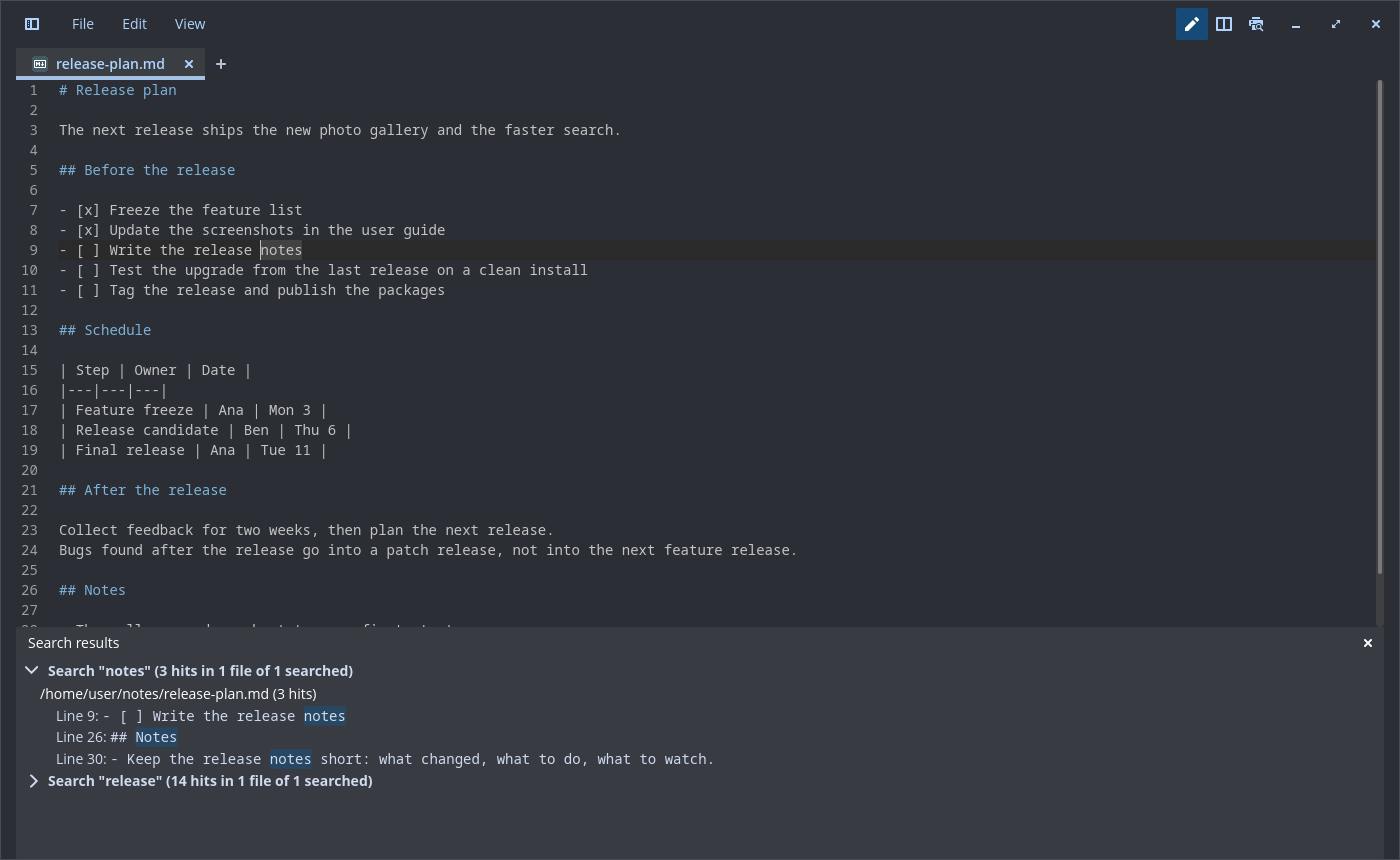 File Edit View
release-plan.md
1 # Release plan
2
3 The next release ships the new photo gallery and the faster search.
4
5 ## Before the release
6
7 - [x] Freeze the feature list
8 - [x] Update the screenshots in the user guide
9 - [ ] Write the release notes
10 - [ ] Test the upgrade from the last release on a clean install
11 - [ ] Tag the release and publish the packages
12
13 ## Schedule
14
15 | Step | Owner | Date |
16 |---|---|---|
17 | Feature freeze | Ana | Mon 3 |
18 | Release candidate | Ben | Thu 6 |
19 | Final release | Ana | Tue 11 |
20
21 ## After the release
22
23 Collect feedback for two weeks, then plan the next release.
24 Bugs found after the release go into a patch release, not into the next feature release.
25
26 ## Notes
27
Search results
Search "notes" (3 hits in 1 file of 1 searched)
/home/user/notes/release-plan.md (3 hits)
Line 9: - [ ] Write the release notes
Line 26: ## Notes
Line 30: - Keep the release notes short: what changed, what to do, what to watch.
Search "release" (14 hits in 1 file of 1 searched)